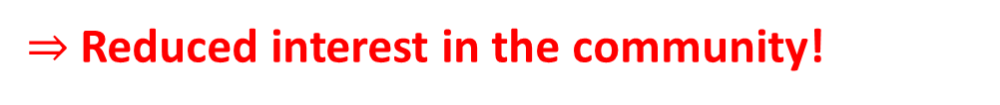 ⇒ Reduced interest in the community!